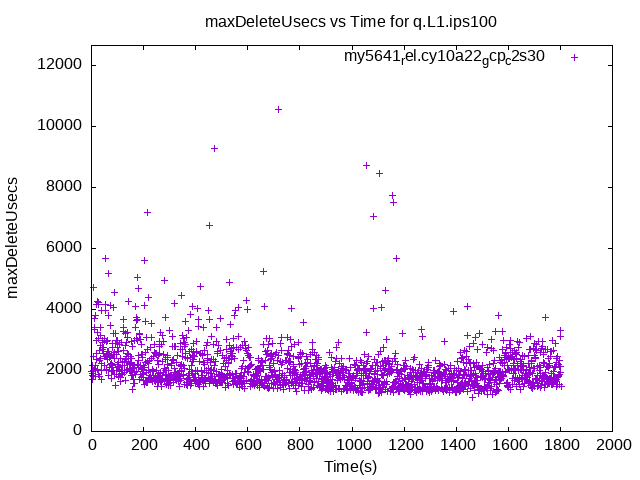 maxDeleteUsecs vs Time for q.L1.ips100
my5641rel.cy10a22gcpc2s30
maxDeleteUsecs
12000
10000
8000
6000
4000
2000
0
0 200 400 600 800 1000 1200 1400 1600 1800 2000
Time(s)